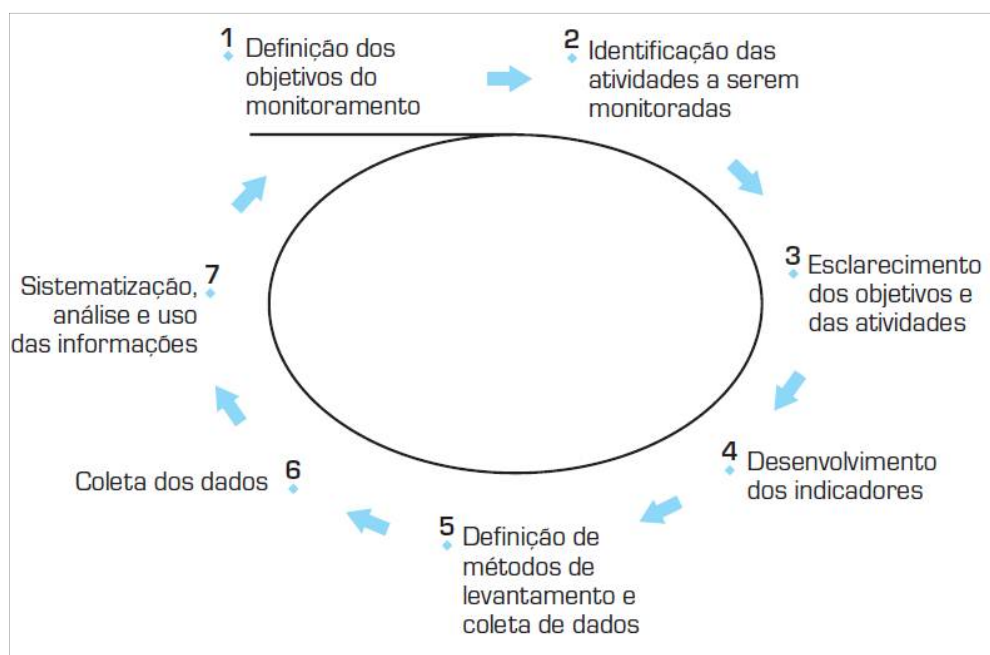 1 Definição dos
objetivos do
monitoramento
2 Identificação das
atividades a serem
monitoradas
3 Esclarecimento
dos objetivos e
das atividades
4 Desenvolvimento
dos indicadores
5 Definição de
métodos de
levantamento e
coleta de dados
Coleta dos dados 6
Sistematização, 7
análise e uso
das informações